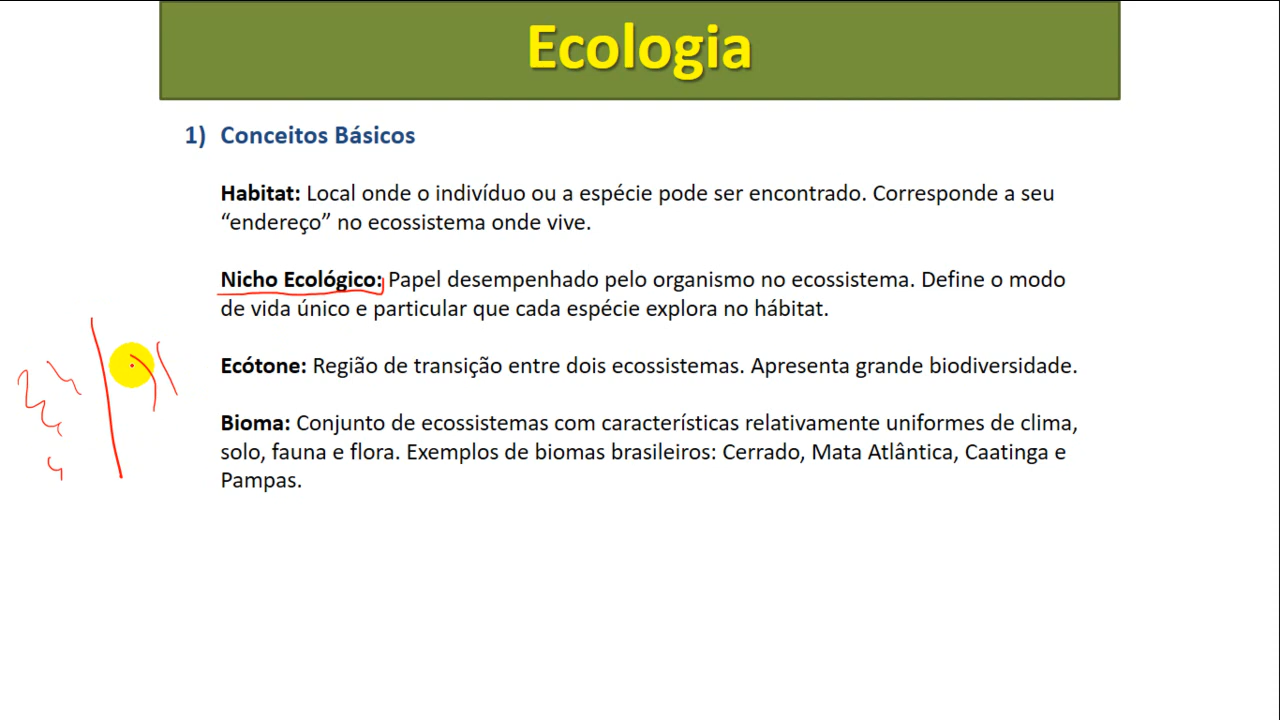 Ecologia
1) Conceitos Básicos
Habitat: Local onde o indivíduo ou a espécie pode ser encontrado. Corresponde a seu
“endereço” no ecossistema onde vive.
Nicho Ecológico: Papel desempenhado pelo organismo no ecossistema. Define o modo
de vida único e particular que cada espécie explora no hábitat.
Ecótone: Região de transição entre dois ecossistemas. Apresenta grande biodiversidade.
Bioma: Conjunto de ecossistemas com características relativamente uniformes de clima,
solo, fauna e flora. Exemplos de biomas brasileiros: Cerrado, Mata Atlântica, Caatinga e
Pampas.